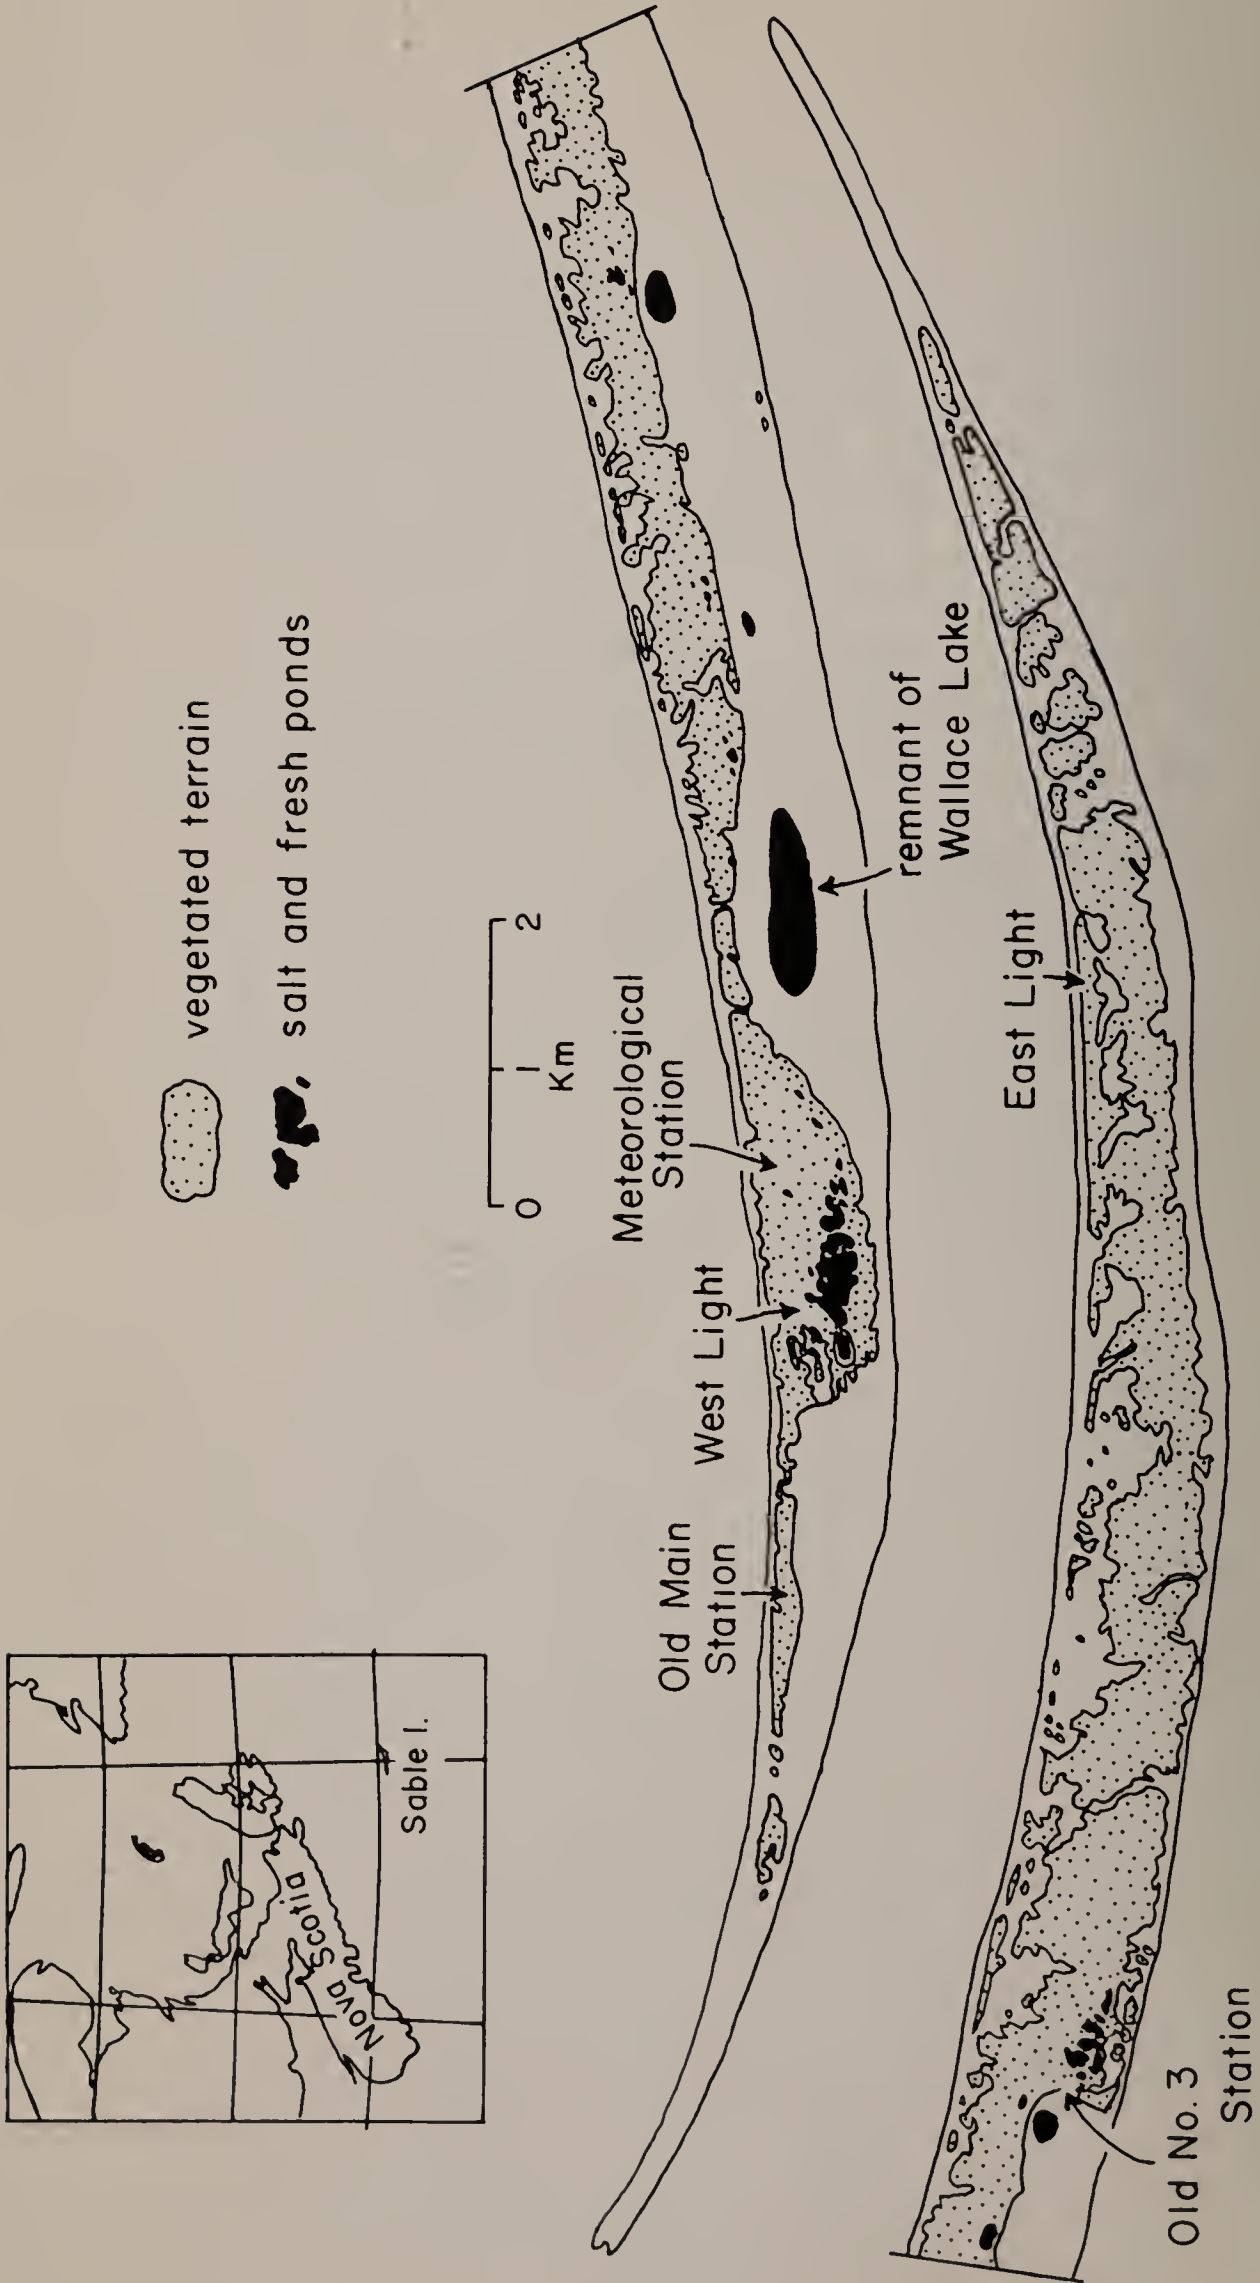 Nova Scotia
Sable I.
vegetated terrain
salt and fresh ponds
0 1 2
Km
Old Main
Station
West Light
Meteorological
Station
remnant of
Wallace Lake
East Light
Old No. 3
Station